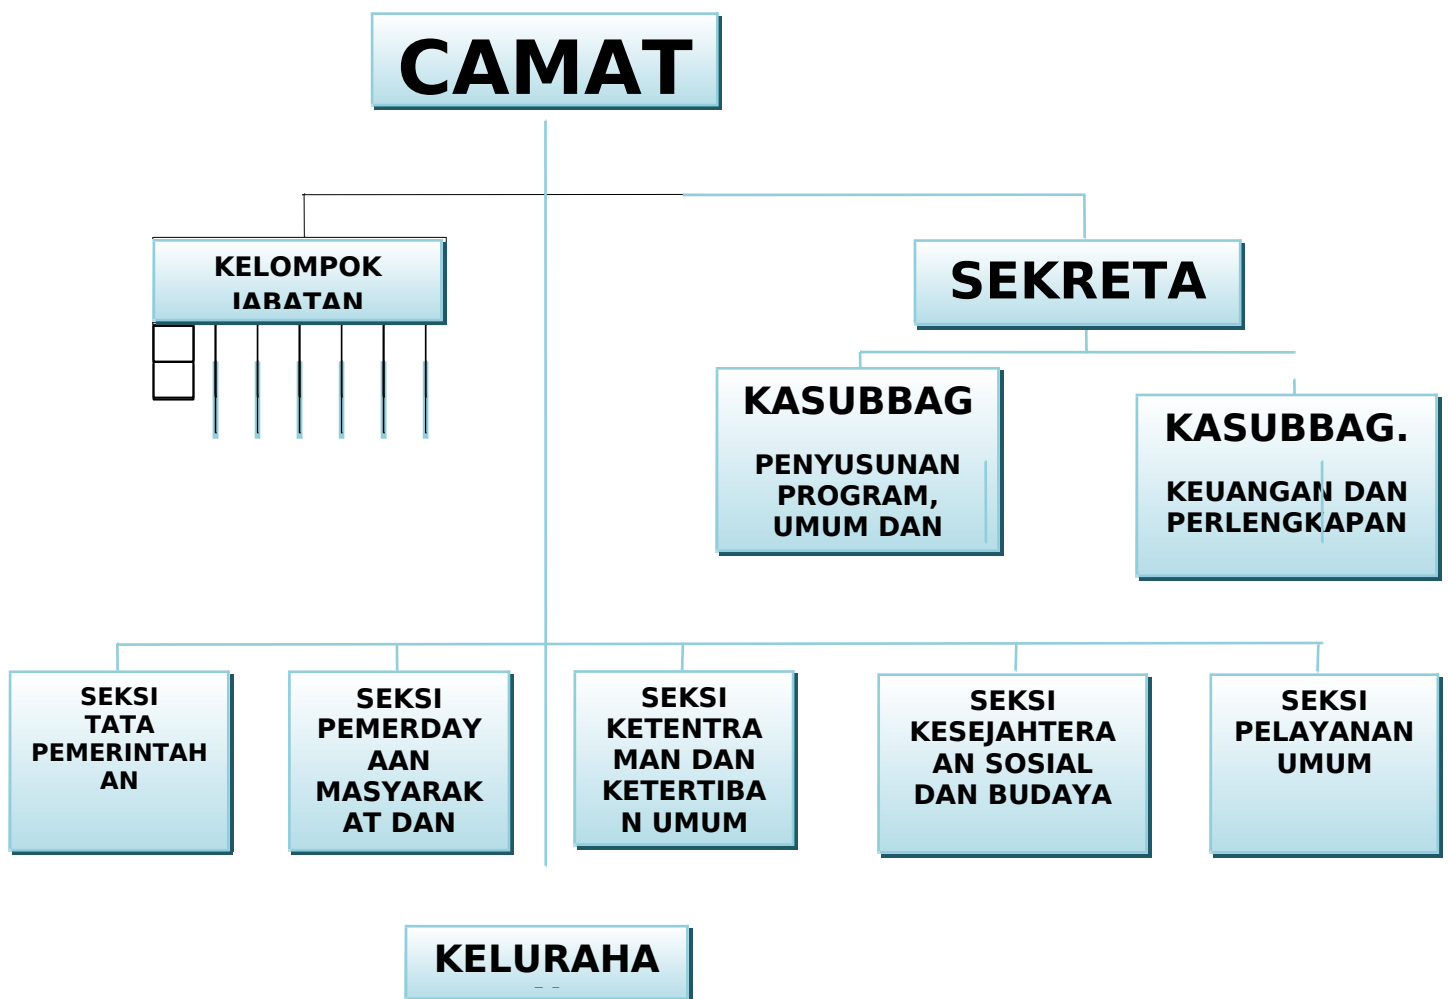 CAMAT
KELOMPOK
JABATAN
SEKRETA
KASUBBAG
PENYUSUNAN
PROGRAM,
UMUM DAN
KASUBBAG.
KEUANGAN DAN
PERLENGKAPAN
SEKSI
TATA
PEMERINTAH
AN
SEKSI
PEMERDAY
AAN
MASYARAK
AT DAN
SEKSI
KETENTRA
MAN DAN
KETERTIBA
N UMUM
SEKSI
KESEJAHTERA
AN SOSIAL
DAN BUDAYA
SEKSI
PELAYANAN
UMUM
KELURAHA